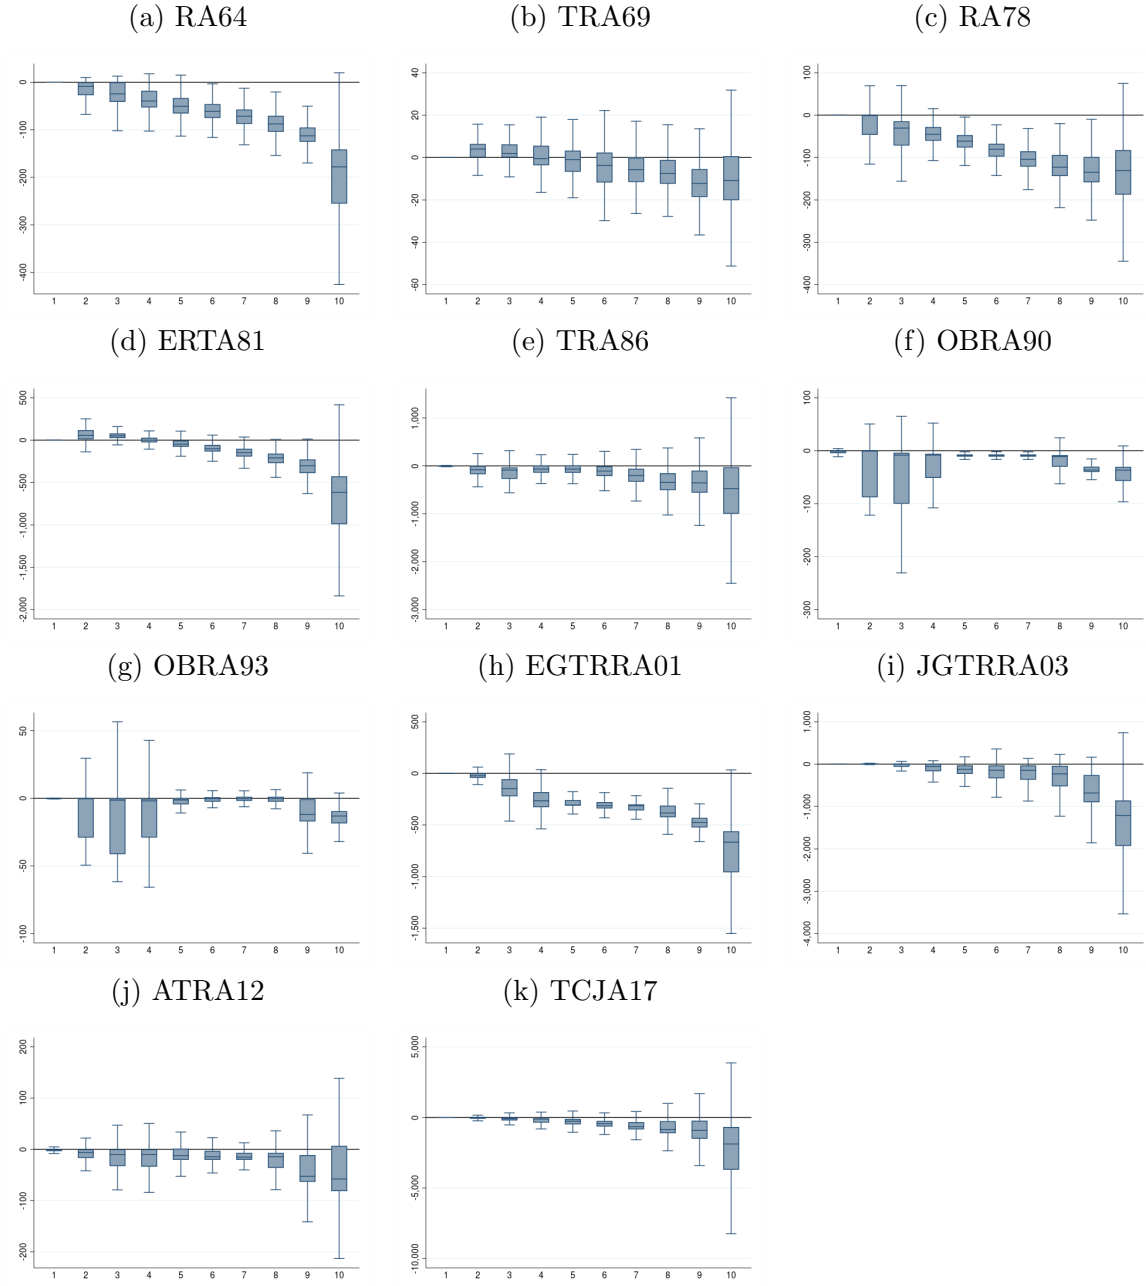 (a) RA64
(b) TRA69
(c) RA78
0
-100
-200
-300
-400
1 2 3 4 5 6 7 8 9 10
40
20
0
-20
-40
-60
1 2 3 4 5 6 7 8 9 10
100
0
-100
-200
-300
-400
1 2 3 4 5 6 7 8 9 10
(d) ERTA81
(e) TRA86
(f) OBRA90
500
0
-500
-1,000
-1,500
-2,000
1 2 3 4 5 6 7 8 9 10
1,000
0
-1,000
-2,000
-3,000
1 2 3 4 5 6 7 8 9 10
100
0
-100
-200
-300
1 2 3 4 5 6 7 8 9 10
(g) OBRA93
(h) EGTRRA01
(i) JGTRRA03
50
0
-50
-100
1 2 3 4 5 6 7 8 9 10
500
0
-500
-1,000
-1,500
1 2 3 4 5 6 7 8 9 10
1,000
0
-1,000
-2,000
-3,000
-4,000
1 2 3 4 5 6 7 8 9 10
(j) ATRA12
(k) TCJA17
200
100
0
-100
-200
1 2 3 4 5 6 7 8 9 10
5,000
0
-5,000
-10,000
1 2 3 4 5 6 7 8 9 10